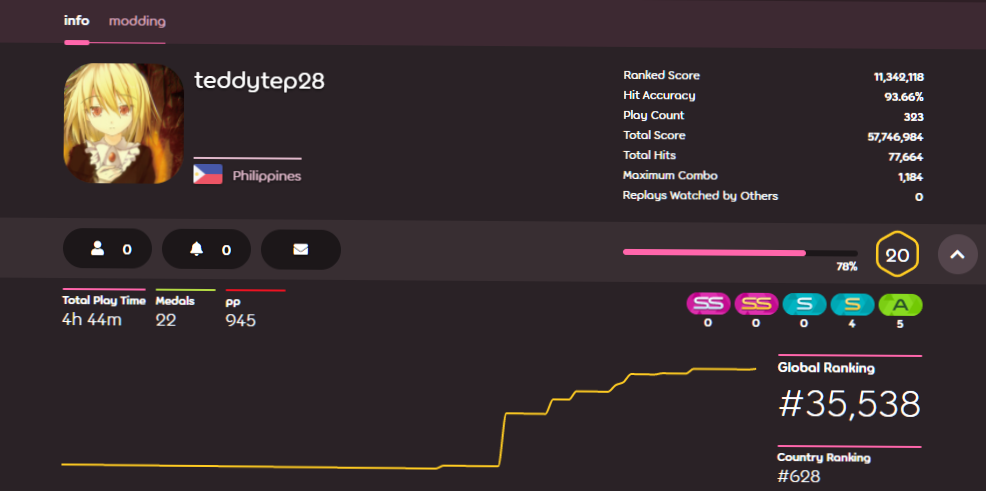 info modding
teddytep28
Philippines
Ranked Score 11,342,118
Hit Accuracy 93.66%
Play Count 323
Total Score 57,746,984
Total Hits 77,664
Maximum Combo 1,184
Replays Watched by Others 0
0 0
78%
20
Total Play Time Medals pp
4h 44m 22 945
SS SS S S A
0 0 0 4 5
Global Ranking
#35,538
Country Ranking
#628